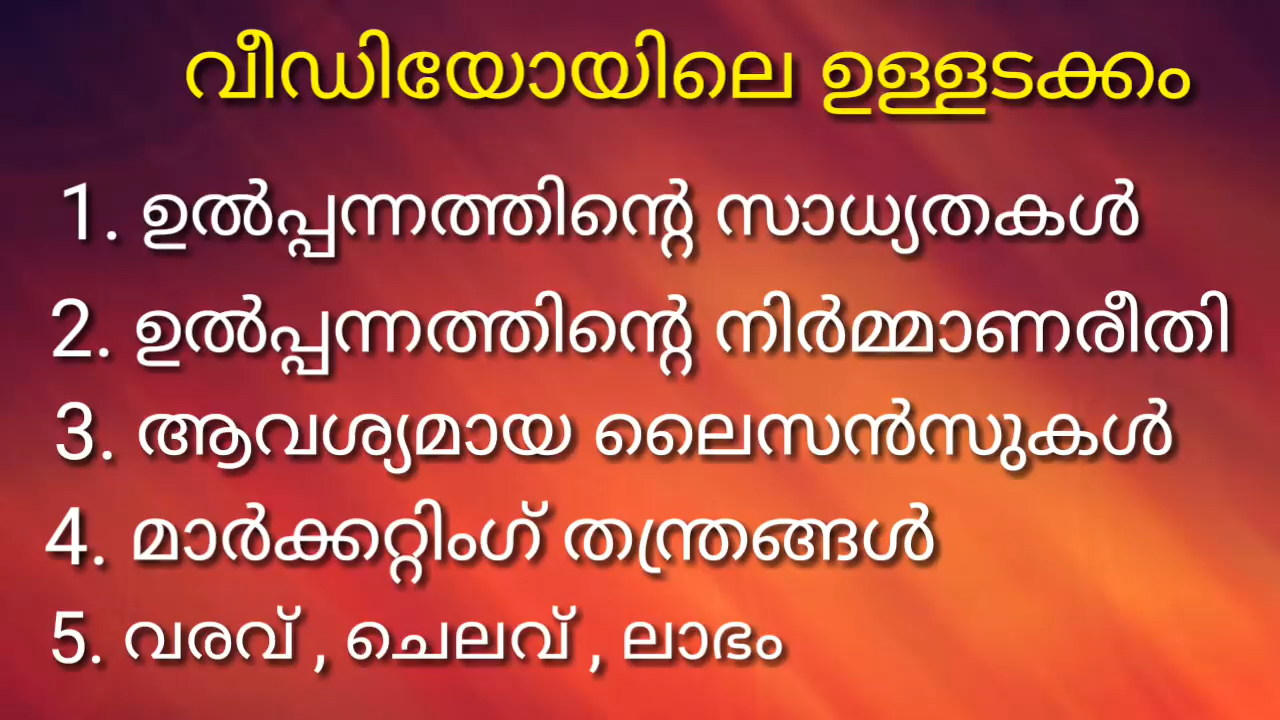 വീഡിയോയിലെ ഉള്ളടക്കം
1. ഉൽപ്പന്നത്തിന്റെ സാധ്യതകൾ
2. ഉൽപ്പന്നത്തിന്റെ നിർമ്മാണരീതി
3. ആവശ്യമായ ലൈസൻസുകൾ
4. മാർക്കറ്റിംഗ് തന്ത്രങ്ങൾ
5. വരവ് , ചെലവ് , ലാഭം